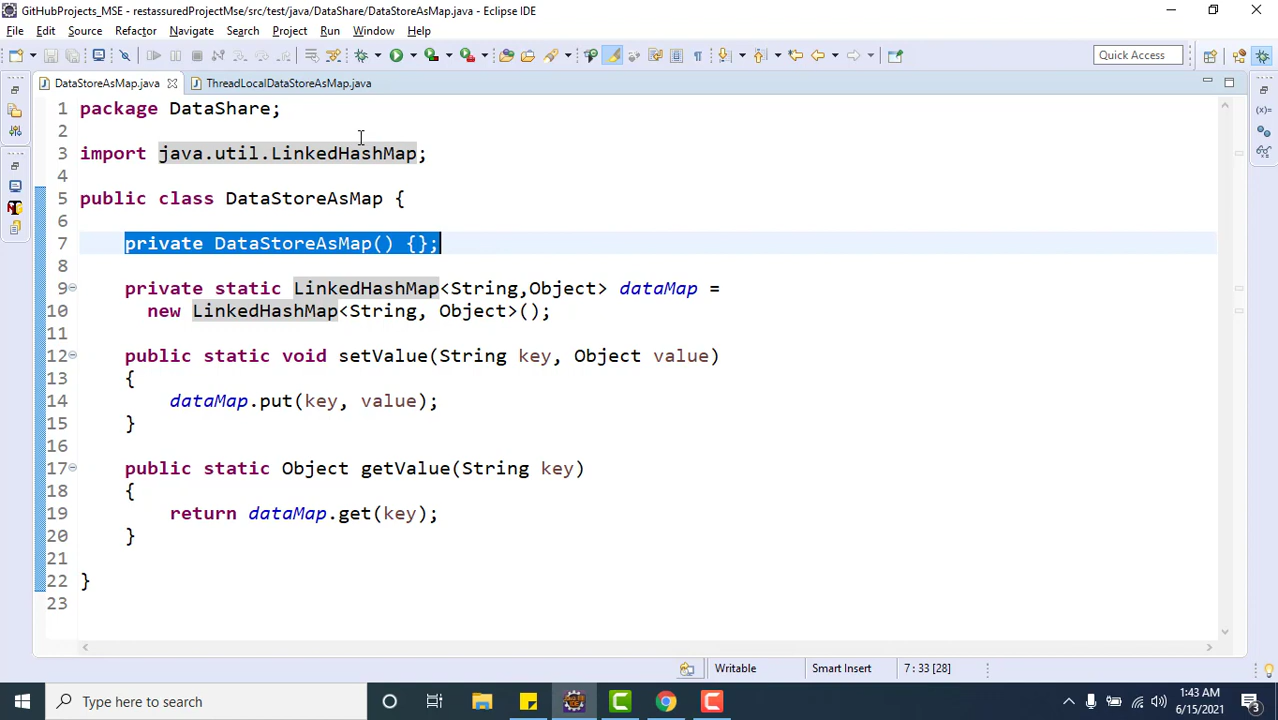 GitHubProjects_MSE - restassuredProjectMse/src/test/java/DataShare/DataStoreAsMap.java - Eclipse IDE
File Edit Source Refactor Navigate Search Project Run Window Help
Quick Access
DataStoreAsMap.java ThreadLocalDataStoreAsMap.java
1 package DataShare;
2
3 import java.util.LinkedHashMap;
4
5 public class DataStoreAsMap {
6
7 private DataStoreAsMap() {};
8
9 private static LinkedHashMap<String,Object> dataMap =
10 new LinkedHashMap<String, Object>();
11
12 public static void setValue(String key, Object value)
13 {
14 dataMap.put(key, value);
15 }
16
17 public static Object getValue(String key)
18 {
19 return dataMap.get(key);
20 }
21
22 }
23
Writable Smart Insert 7 : 33 [28]
Type here to search
1:43 AM
6/15/2021
3